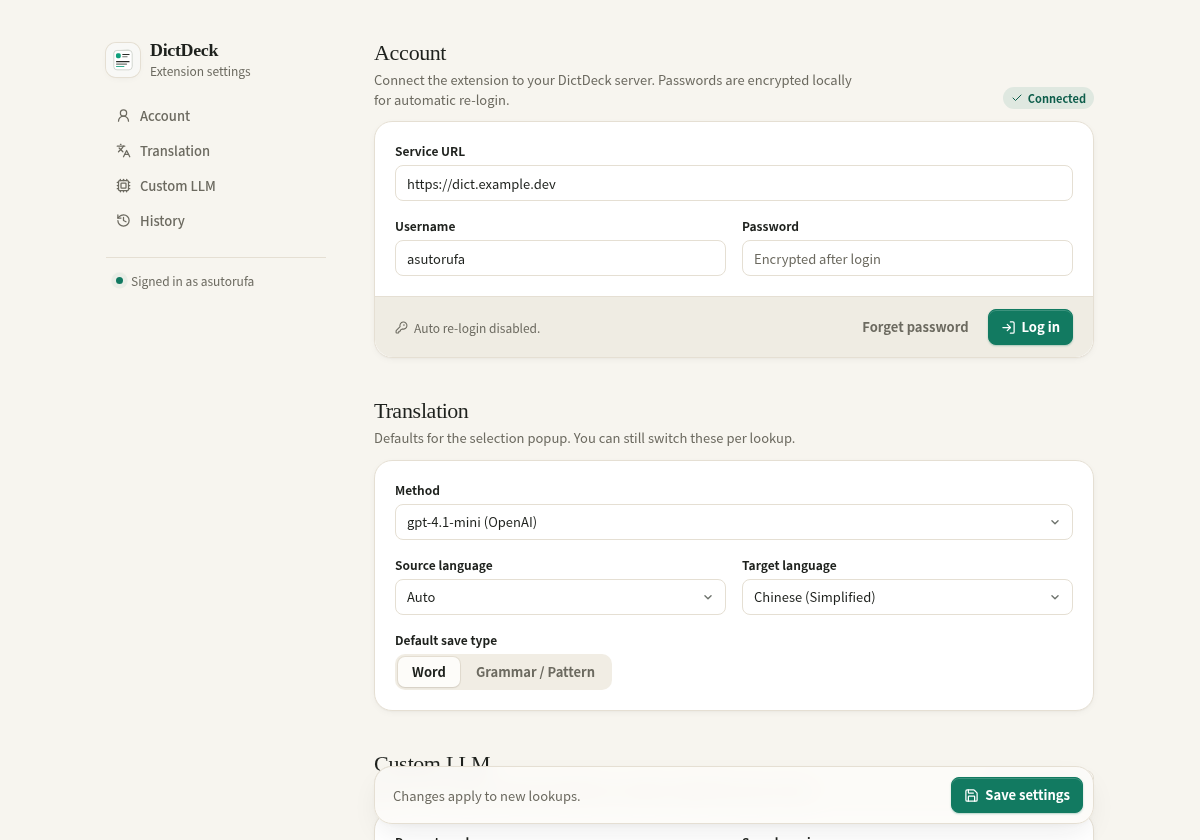 DictDeck
Extension settings
Account
Translation
Custom LLM
History
Signed in as asutorufa
Account
Connect the extension to your DictDeck server. Passwords are encrypted locally
for automatic re-login.
Connected
Service URL
https://dict.example.dev
Username
Password
asutorufa
Encrypted after login
Auto re-login disabled.
Forget password
Log in
Translation
Defaults for the selection popup. You can still switch these per lookup.
Method
gpt-4.1-mini (OpenAI)
Source language
Target language
Auto
Chinese (Simplified)
Default save type
Word
Grammar / Pattern
Custom LLM
Changes apply to new lookups.
Save settings